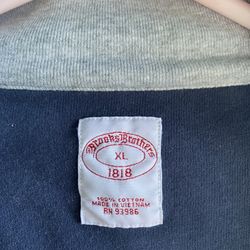 Brooks Brothers
XL
1818
100% COTTON
MADE IN VIETNAM
RN 93986